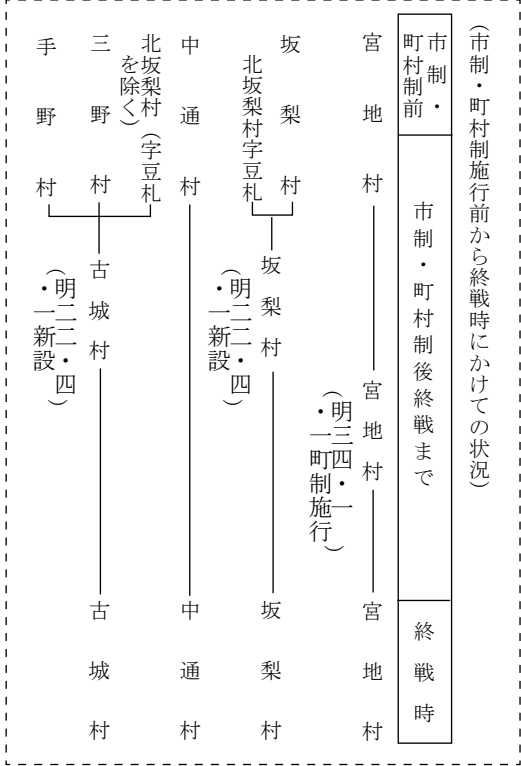 (市制・町村制施行前から終戦時にかけての状況)
市制・
町村制前
市制・町村制後終戦まで
終戦時
宮地村
宮地村
(明三四・一
・一町制施行)
宮地村
坂梨村
北坂梨村字豆札
坂梨村
(明二二・四
・一新設)
坂梨村
中通村
中通村
北坂梨村(字豆札
を除く)
三野村
手野村
古城村
(明二二・四
・一新設)
古城村